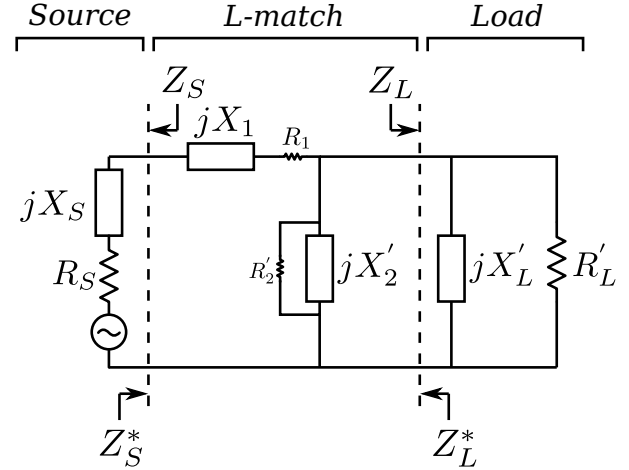 Source L-match Load
Z_S Z_L
jX_1 R_1
jX_S R_S
R_2^' jX_2^' jX_L^' R_L^'
Z_S^* Z_L^*